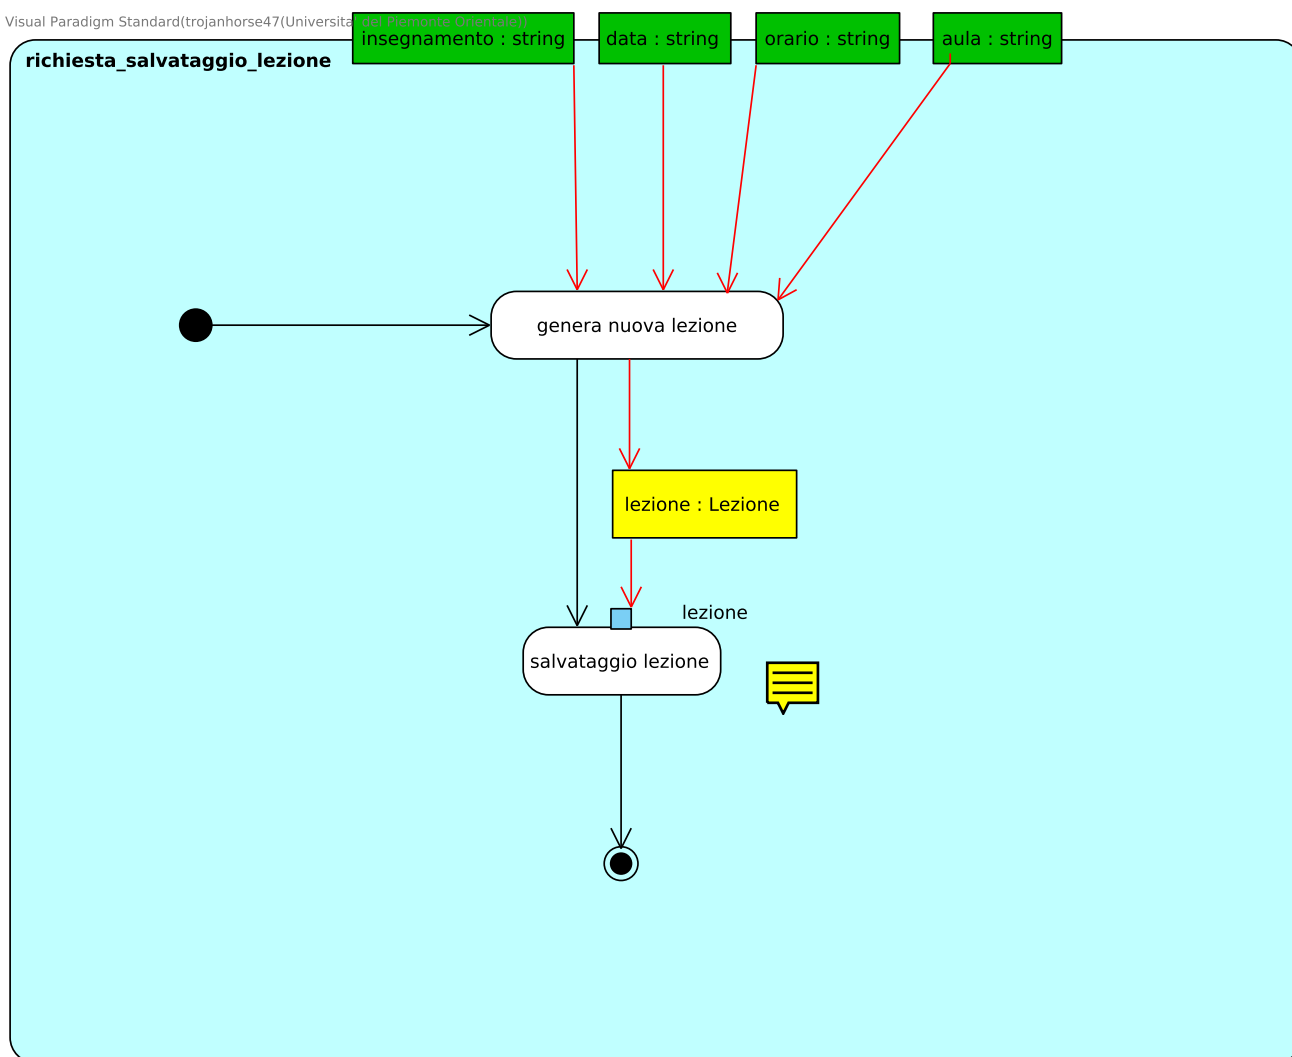 Visual Paradigm Standard(trojanhorse47(Universita del Piemonte Orientale))
insegnamento : string
data : string
orario : string
aula : string
richiesta_salvataggio_lezione
genera nuova lezione
lezione : Lezione
lezione
salvataggio lezione